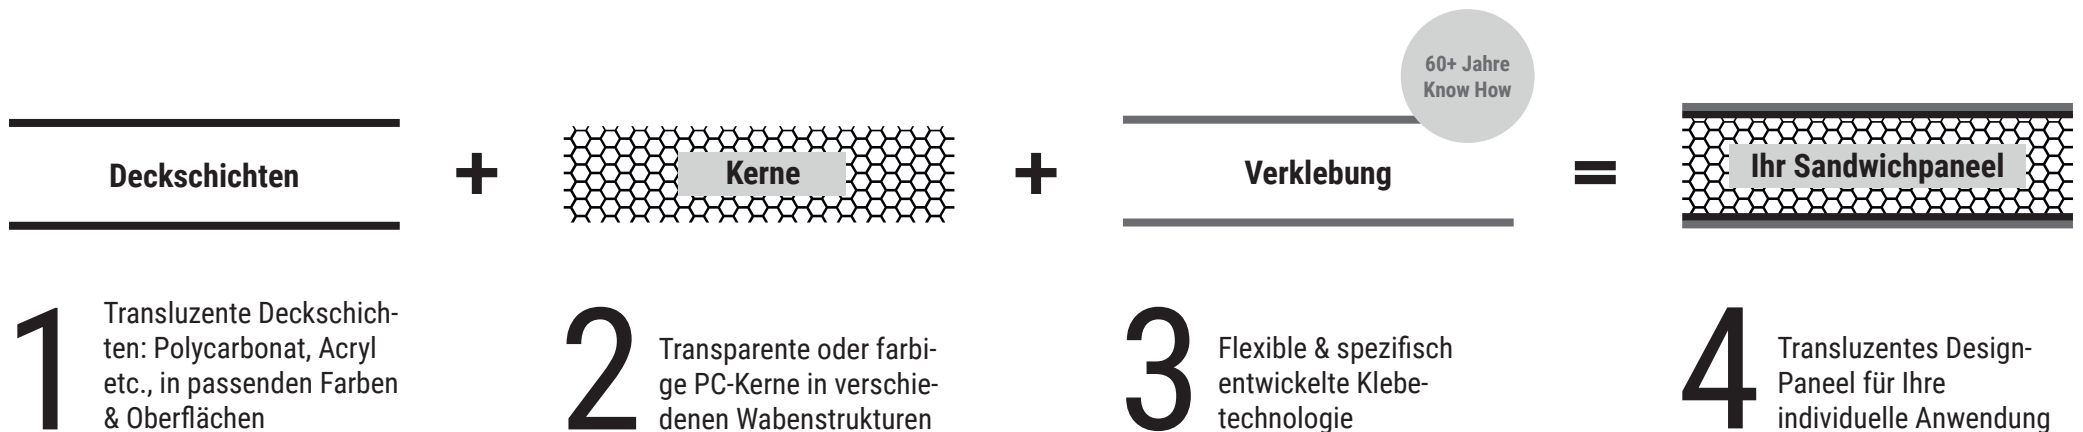 60+ Jahre
Know How
Deckschichten
+
Kerne
+
Verklebung
=
Ihr Sandwichpaneel
1
Transluzente Deckschich-
ten: Polycarbonat, Acryl
etc., in passenden Farben
& Oberflächen
2
Transparente oder farbi-
ge PC-Kerne in verschie-
denen Wabenstrukturen
3
Flexible & spezifisch
entwickelte Klebe-
technologie
4
Transluzentes Design-
Paneel für Ihre
individuelle Anwendung